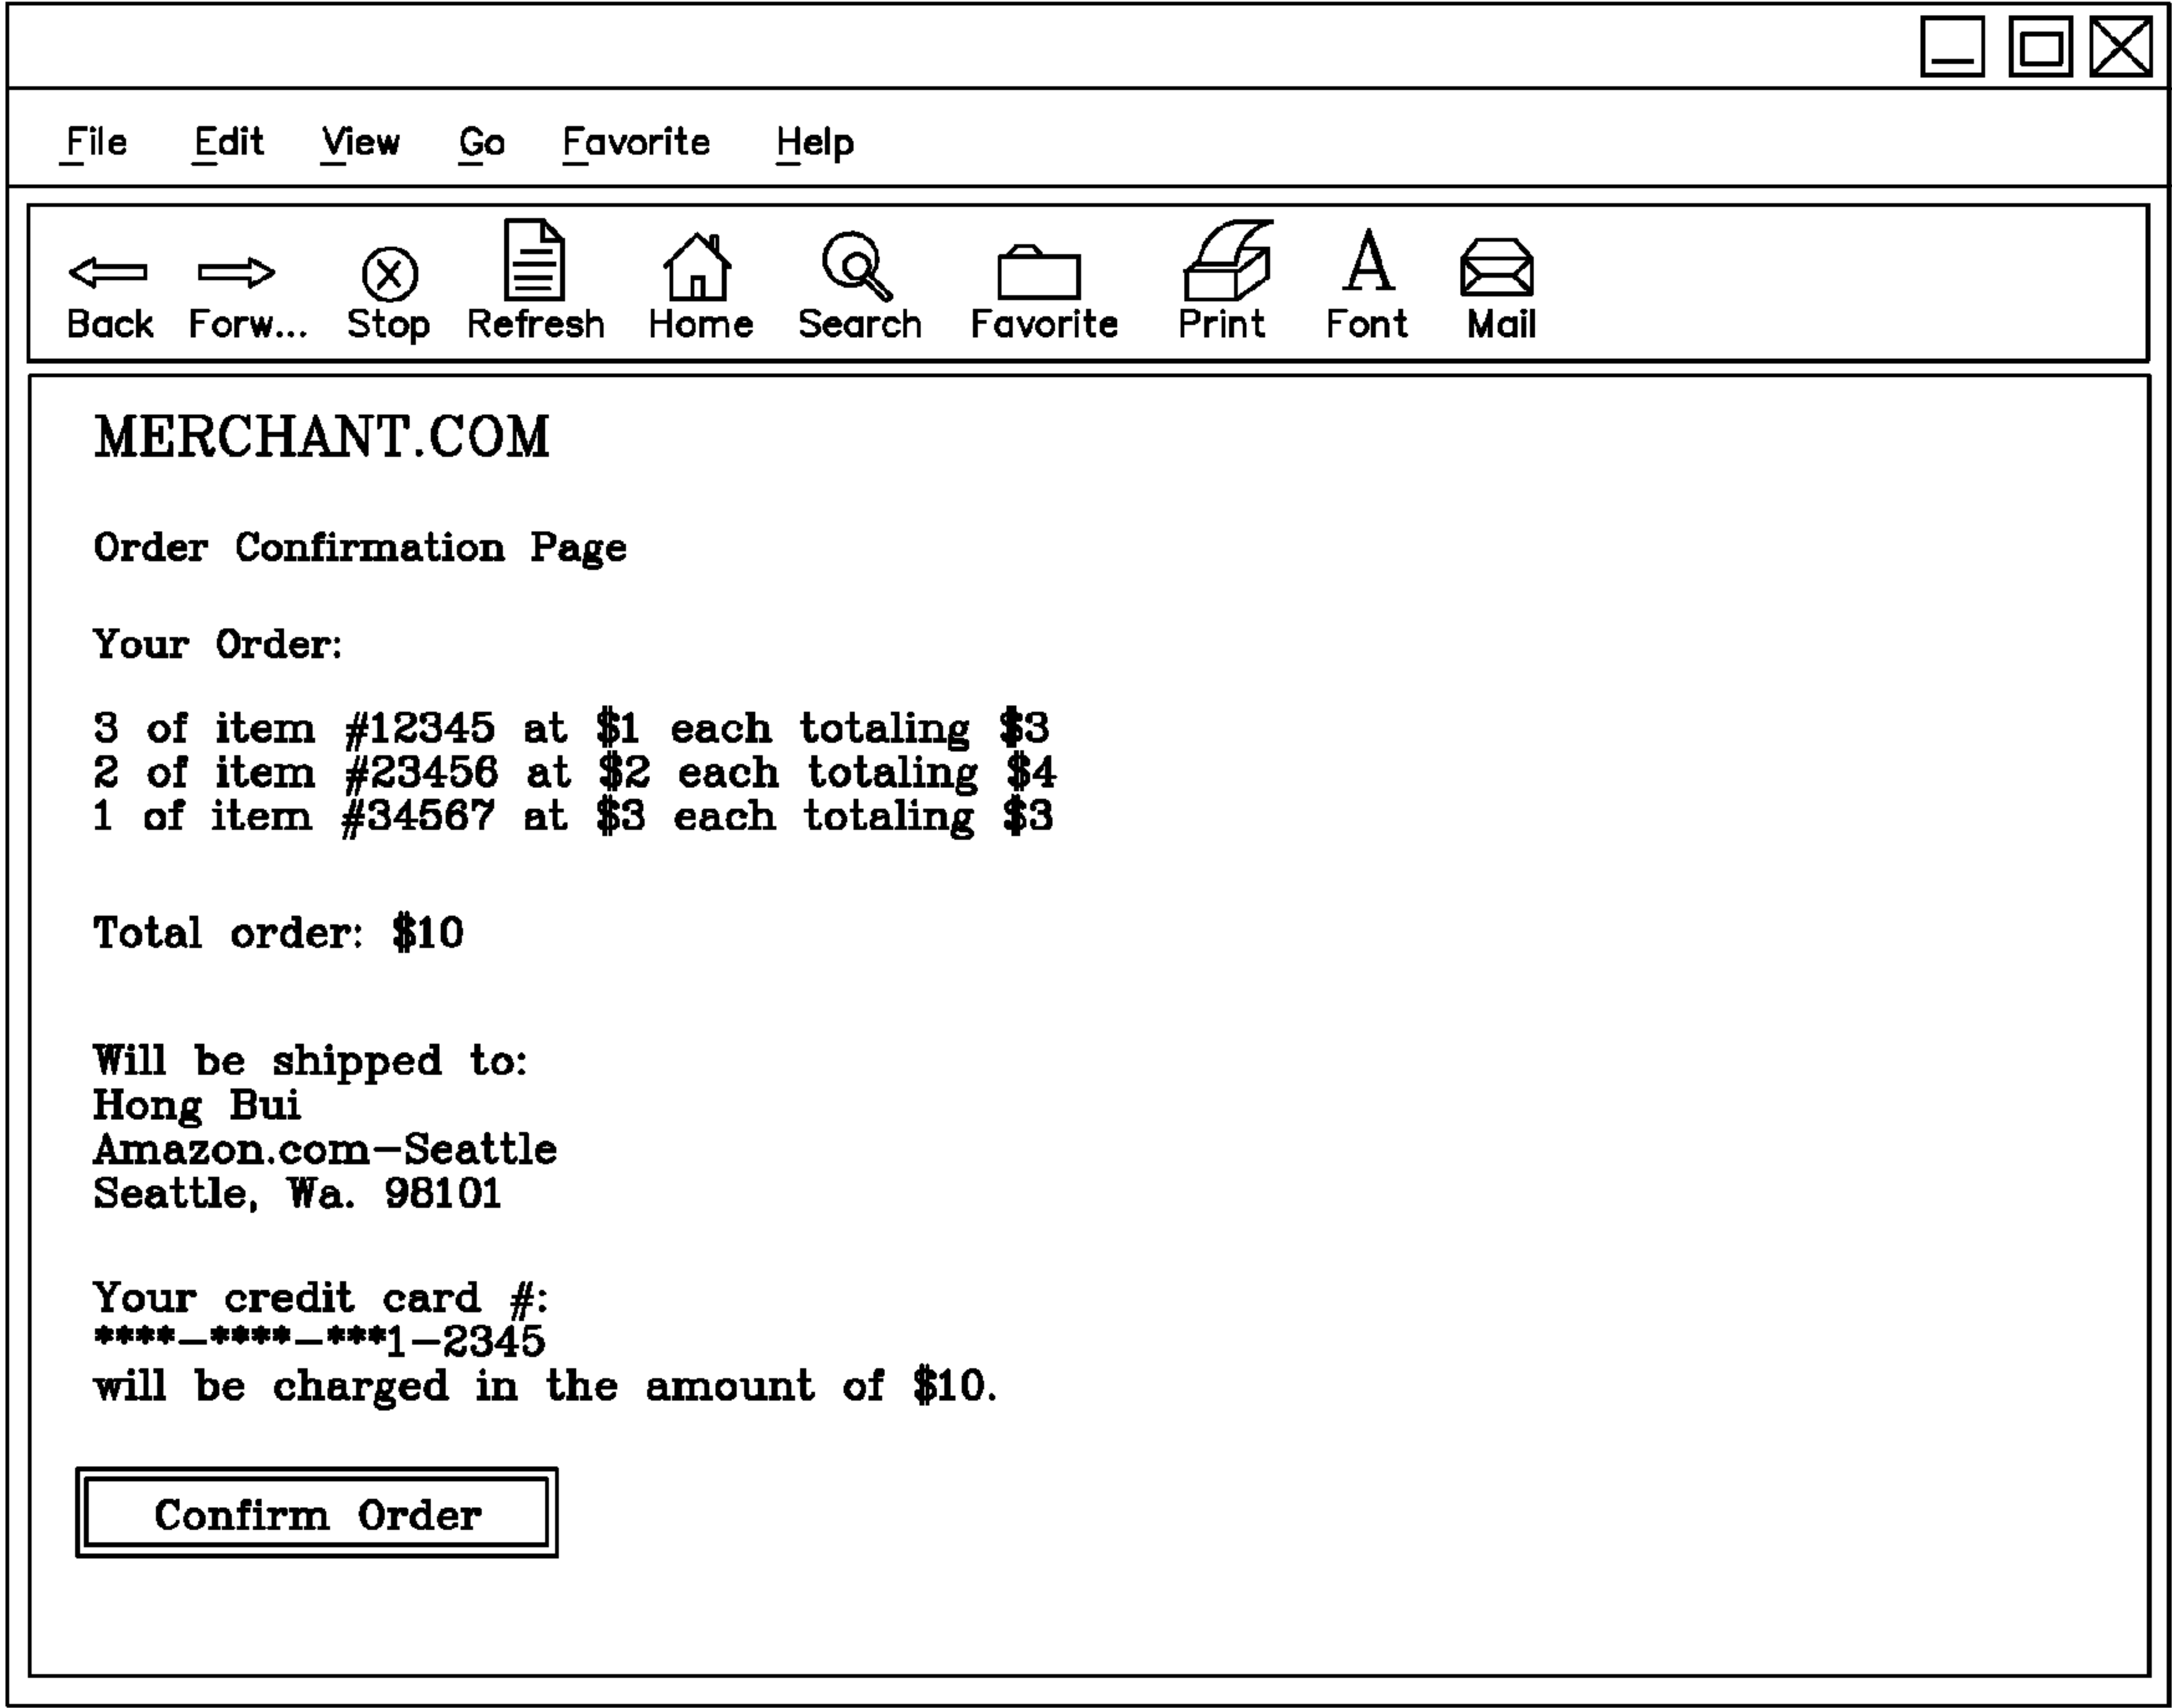 File Edit View Go Favorite Help
Back Forw... Stop Refresh Home Search Favorite Print Font Mail
MERCHANT.COM
Order Confirmation Page
Your Order:
3 of item #12345 at $1 each totaling $3
2 of item #23456 at $2 each totaling $4
1 of item #34567 at $3 each totaling $3
Total order: $10
Will be shipped to:
Hong Bui
Amazon.com-Seattle
Seattle, Wa. 98101
Your credit card #:
****-****-***1-2345
will be charged in the amount of $10.
Confirm Order